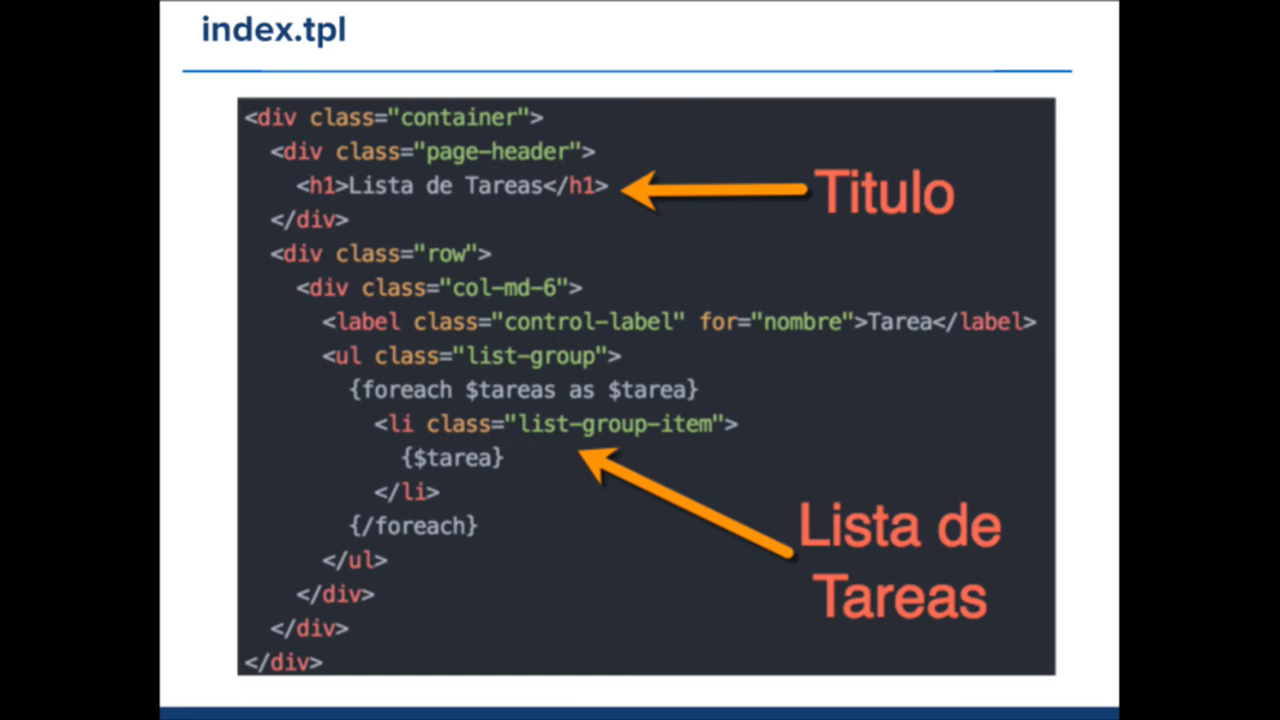 index.tpl
<div class="container">
<div class="page-header">
<h1>Lista de Tareas</h1>
Titulo
</div>
<div class="row">
<div class="col-md-6">
<label class="control-label" for="nombre">Tarea</label>
<ul class="list-group">
{foreach $tareas as $tarea}
<li class="list-group-item">
{$tarea}
</li>
{/foreach}
</ul>
</div>
</div>
</div>
Lista de
Tareas